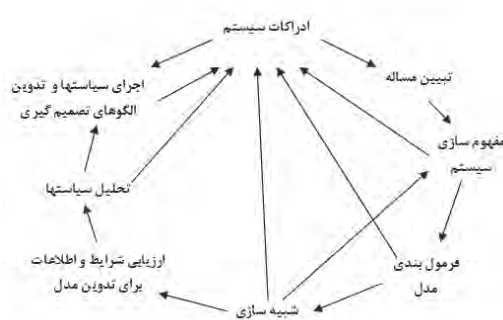 ادراکات سیستم
تبیین مساله
مفهوم سازی
سیستم
فرمول بندی
مدل
شبیه سازی
ارزیابی شرایط و اطلاعات
برای تدوین مدل
تحلیل سیاستها
اجرای سیاستها و تدوین
الگوهای تصمیم گیری